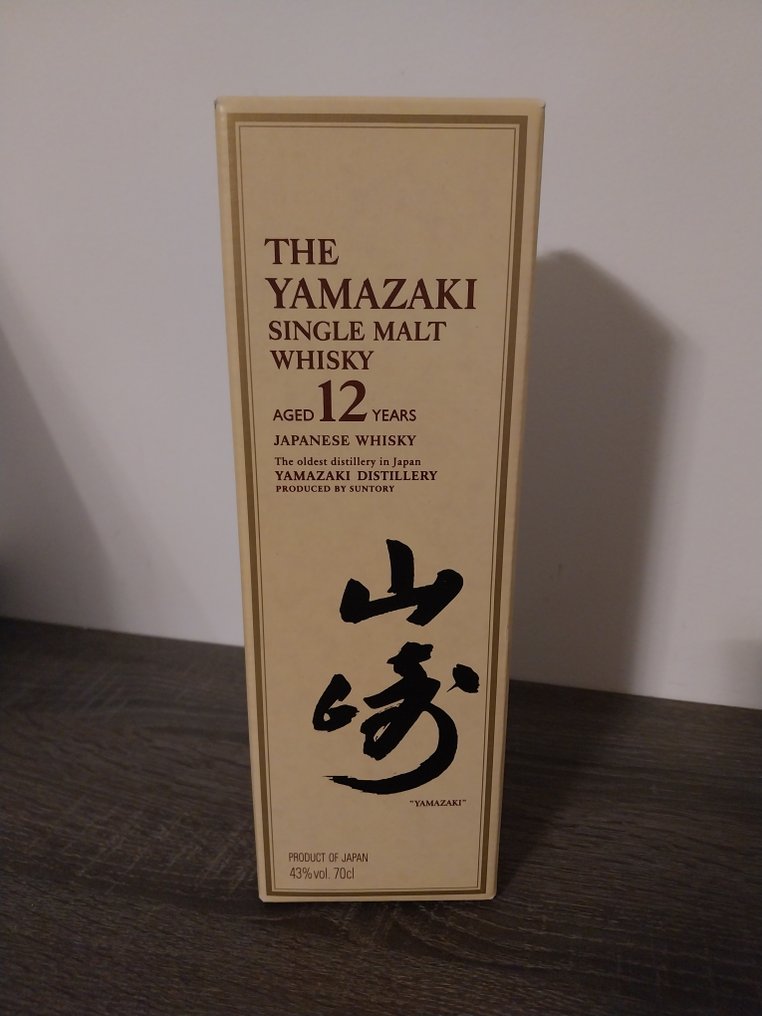 THE
YAMAZAKI
SINGLE MALT
WHISKY
AGED 12 YEARS
JAPANESE WHISKY
The oldest distillery in Japan
YAMAZAKI DISTILLERY
PRODUCED BY SUNTORY
山
崎
"YAMAZAKI"
PRODUCT OF JAPAN
43%vol. 70cl